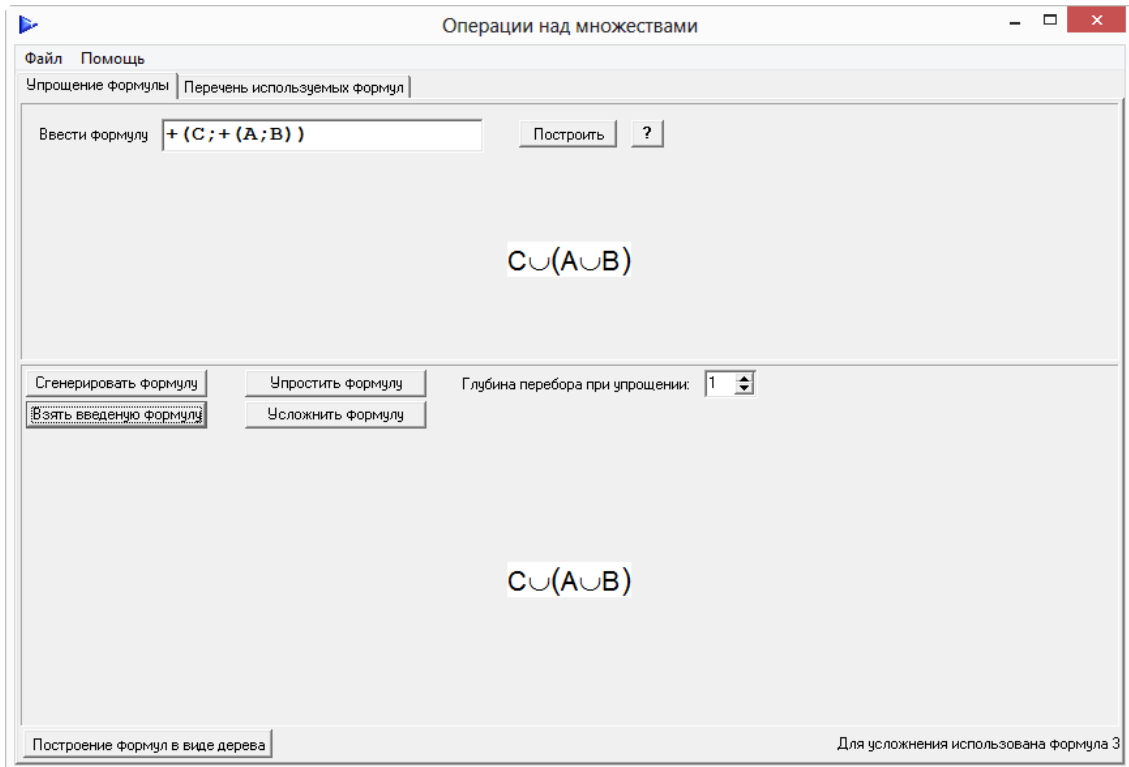 Операции над множествами
Файл Помощь
Упрощение формулы Перечень используемых формул
Ввести формулу +(C;+(A;B)) Построить ?
C∪(A∪B)
Сгенерировать формулу Упростить формулу Глубина перебора при упрощении: 1
Взять введеную формулу Усложнить формулу
C∪(A∪B)
Построение формул в виде дерева Для усложнения использована формула 3